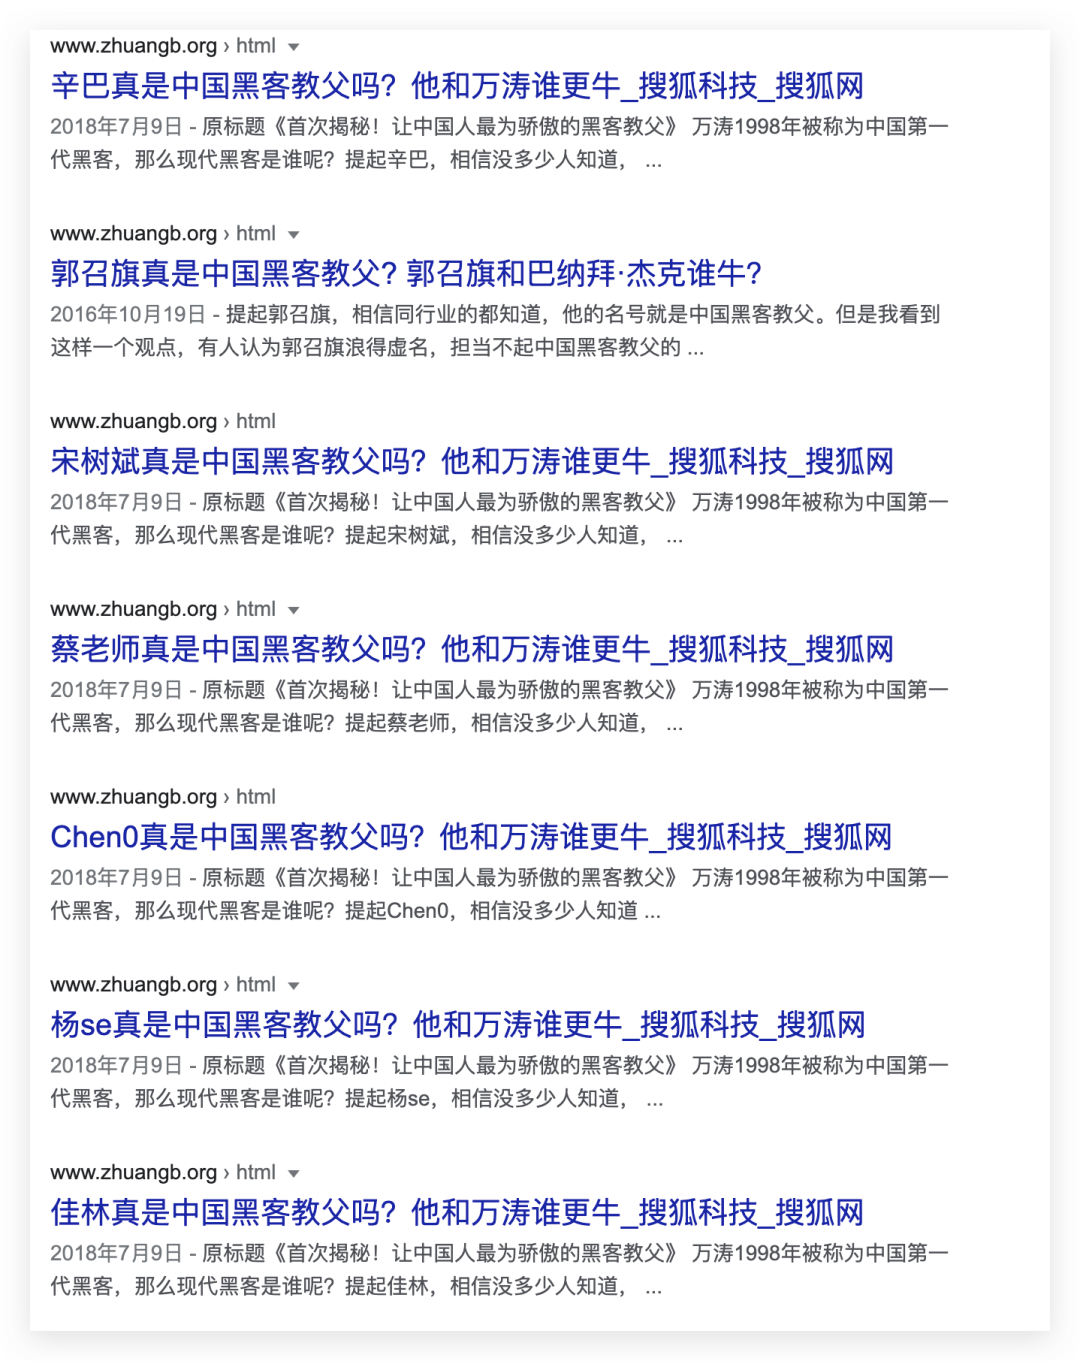 www.zhuangb.org › html
辛巴真是中国黑客教父吗？他和万涛谁更牛_搜狐科技_搜狐网
2018年7月9日 - 原标题《首次揭秘！让中国人最为骄傲的黑客教父》 万涛1998年被称为中国第一
代黑客，那么现代黑客是谁呢？提起辛巴，相信没多少人知道， ...
www.zhuangb.org › html
郭召旗真是中国黑客教父? 郭召旗和巴纳拜·杰克谁牛?
2016年10月19日 - 提起郭召旗，相信同行业的都知道，他的名号就是中国黑客教父。但是我看到
这样一个观点，有人认为郭召旗浪得虚名，担当不起中国黑客教父的 ...
www.zhuangb.org › html
宋树斌真是中国黑客教父吗？他和万涛谁更牛_搜狐科技_搜狐网
2018年7月9日 - 原标题《首次揭秘！让中国人最为骄傲的黑客教父》 万涛1998年被称为中国第一
代黑客，那么现代黑客是谁呢？提起宋树斌，相信没多少人知道， ...
www.zhuangb.org › html
蔡老师真是中国黑客教父吗？他和万涛谁更牛_搜狐科技_搜狐网
2018年7月9日 - 原标题《首次揭秘！让中国人最为骄傲的黑客教父》 万涛1998年被称为中国第一
代黑客，那么现代黑客是谁呢？提起蔡老师，相信没多少人知道， ...
www.zhuangb.org › html
Chen0真是中国黑客教父吗？他和万涛谁更牛_搜狐科技_搜狐网
2018年7月9日 - 原标题《首次揭秘！让中国人最为骄傲的黑客教父》 万涛1998年被称为中国第一
代黑客，那么现代黑客是谁呢？提起Chen0，相信没多少人知道 ...
www.zhuangb.org › html
杨se真是中国黑客教父吗？他和万涛谁更牛_搜狐科技_搜狐网
2018年7月9日 - 原标题《首次揭秘！让中国人最为骄傲的黑客教父》 万涛1998年被称为中国第一
代黑客，那么现代黑客是谁呢？提起杨se，相信没多少人知道， ...
www.zhuangb.org › html
佳林真是中国黑客教父吗？他和万涛谁更牛_搜狐科技_搜狐网
2018年7月9日 - 原标题《首次揭秘！让中国人最为骄傲的黑客教父》 万涛1998年被称为中国第一
代黑客，那么现代黑客是谁呢？提起佳林，相信没多少人知道， ...